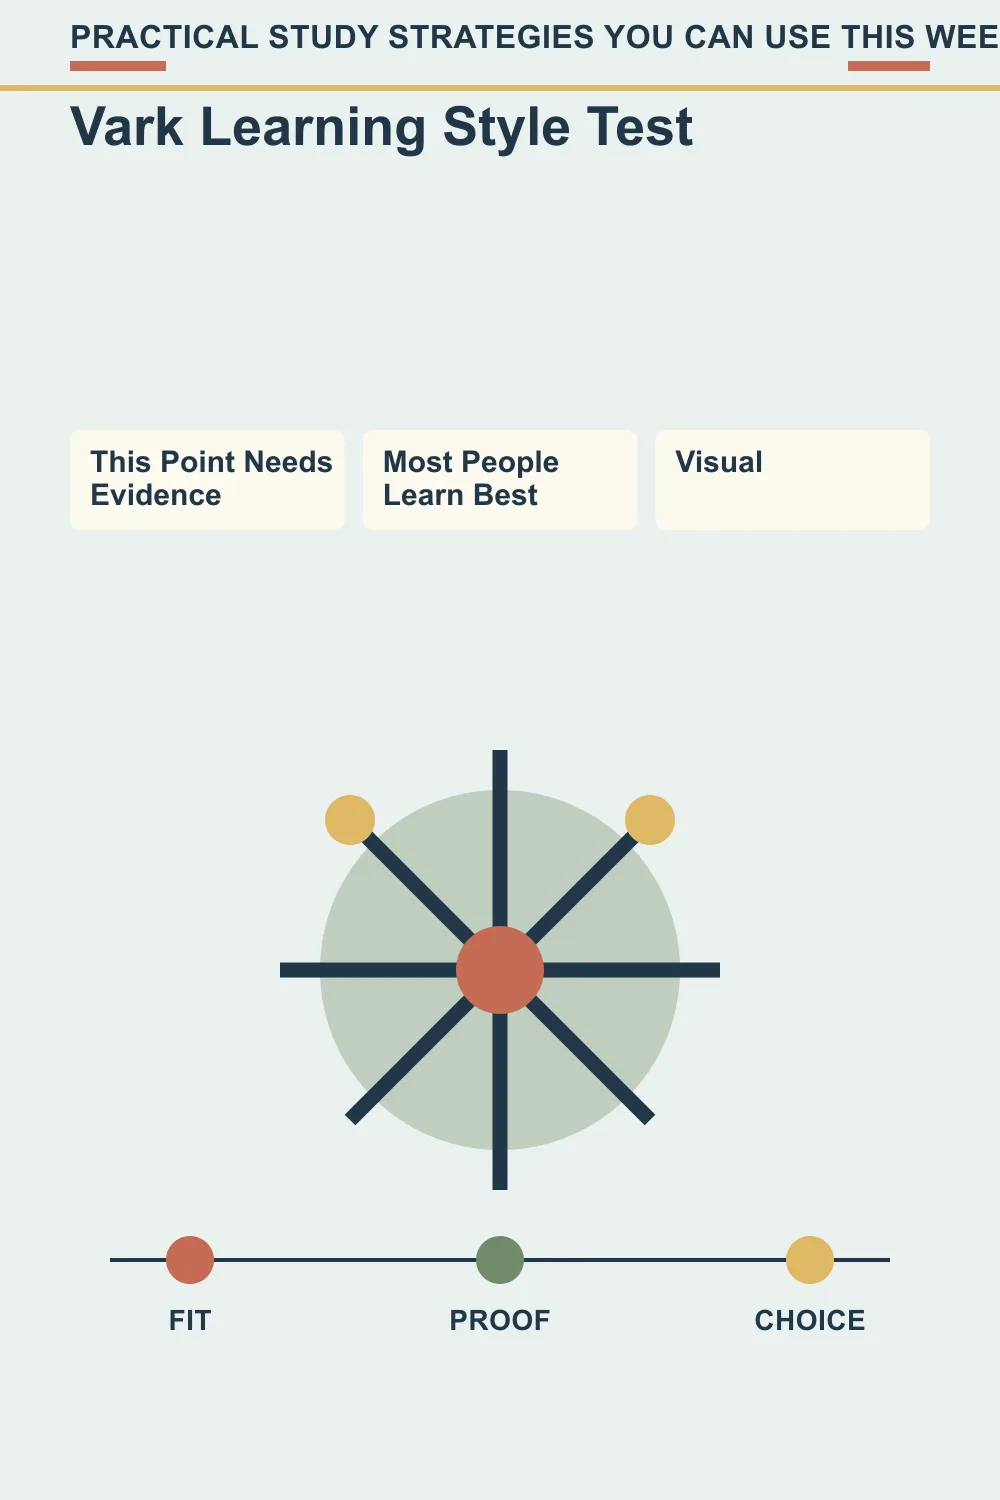 PRACTICAL STUDY STRATEGIES YOU CAN USE THIS WEE
Vark Learning Style Test
This Point Needs
Evidence
Most People
Learn Best
Visual
FIT
PROOF
CHOICE